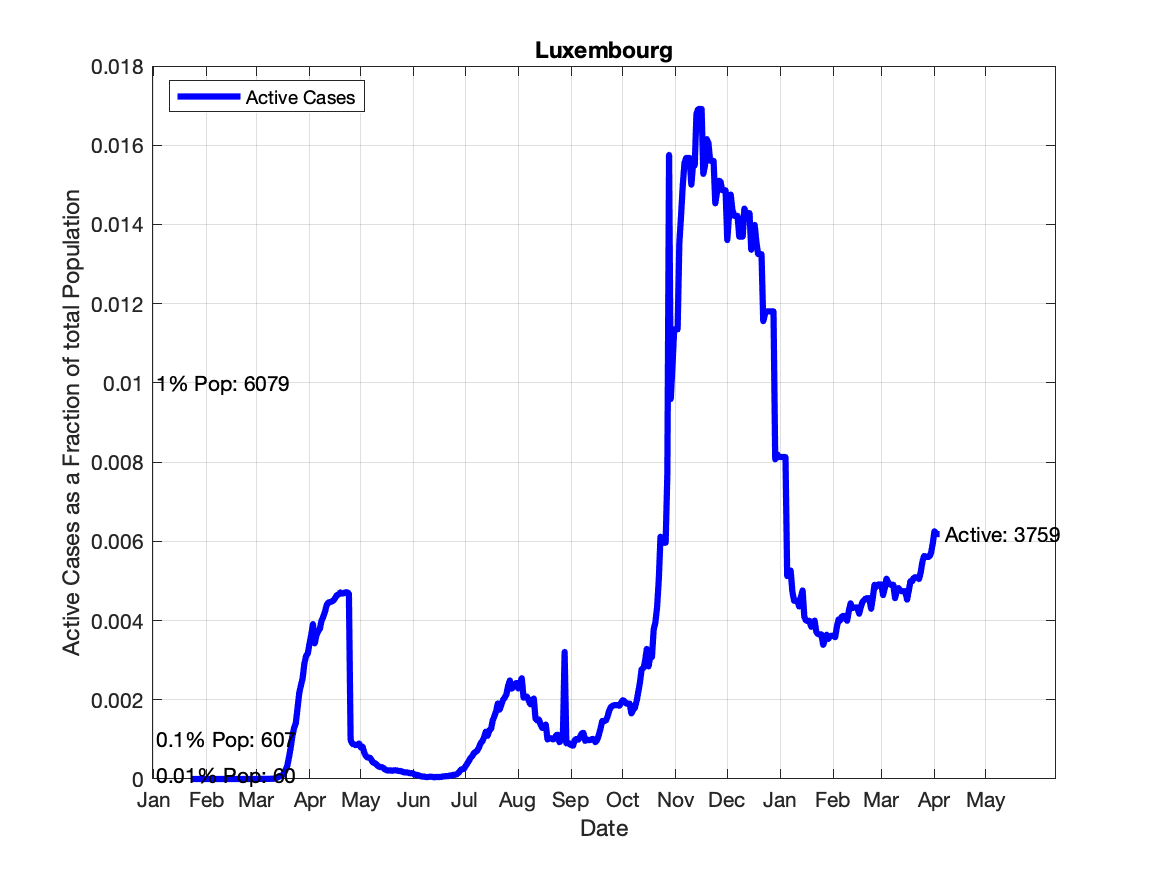 Luxembourg
Active Cases
Active Cases as a Fraction of total Population
0.018
0.016
0.014
0.012
0.01
0.008
0.006
0.004
0.002
0
1% Pop: 6079
0.1% Pop: 607
0.01% Pop: 60
Active: 3759
Jan Feb Mar Apr May Jun Jul Aug Sep Oct Nov Dec Jan Feb Mar Apr May
Date